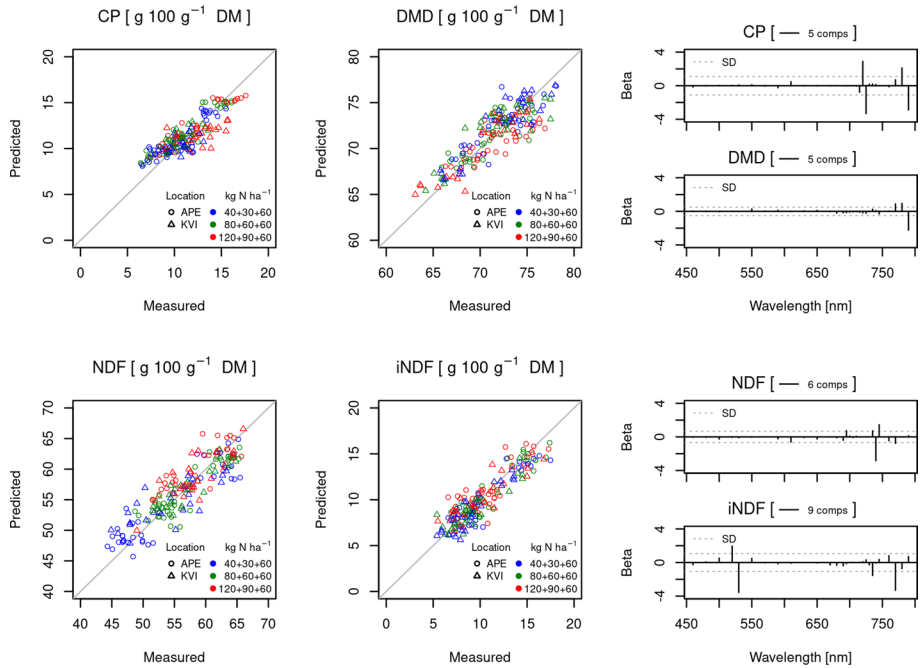 CP [ g 100 g⁻¹ DM ]
20
15
10
5
0
Predicted
Location kg N ha⁻¹
APE 40+30+60
KVI 80+60+60
120+90+60
0 5 10 15 20
Measured
DMD [ g 100 g⁻¹ DM ]
80
75
70
65
60
Predicted
Location kg N ha⁻¹
APE 40+30+60
KVI 80+60+60
120+90+60
60 65 70 75 80
Measured
CP [ — 5 comps ]
4
0
-4
Beta
SD
DMD [ — 5 comps ]
4
0
-4
Beta
SD
450 550 650 750
Wavelength [nm]
NDF [ g 100 g⁻¹ DM ]
70
65
60
55
50
45
40
Predicted
Location kg N ha⁻¹
APE 40+30+60
KVI 80+60+60
120+90+60
40 45 50 55 60 65 70
Measured
iNDF [ g 100 g⁻¹ DM ]
20
15
10
5
0
Predicted
Location kg N ha⁻¹
APE 40+30+60
KVI 80+60+60
120+90+60
0 5 10 15 20
Measured
NDF [ — 6 comps ]
4
0
-4
Beta
SD
iNDF [ — 9 comps ]
4
0
-4
Beta
SD
450 550 650 750
Wavelength [nm]